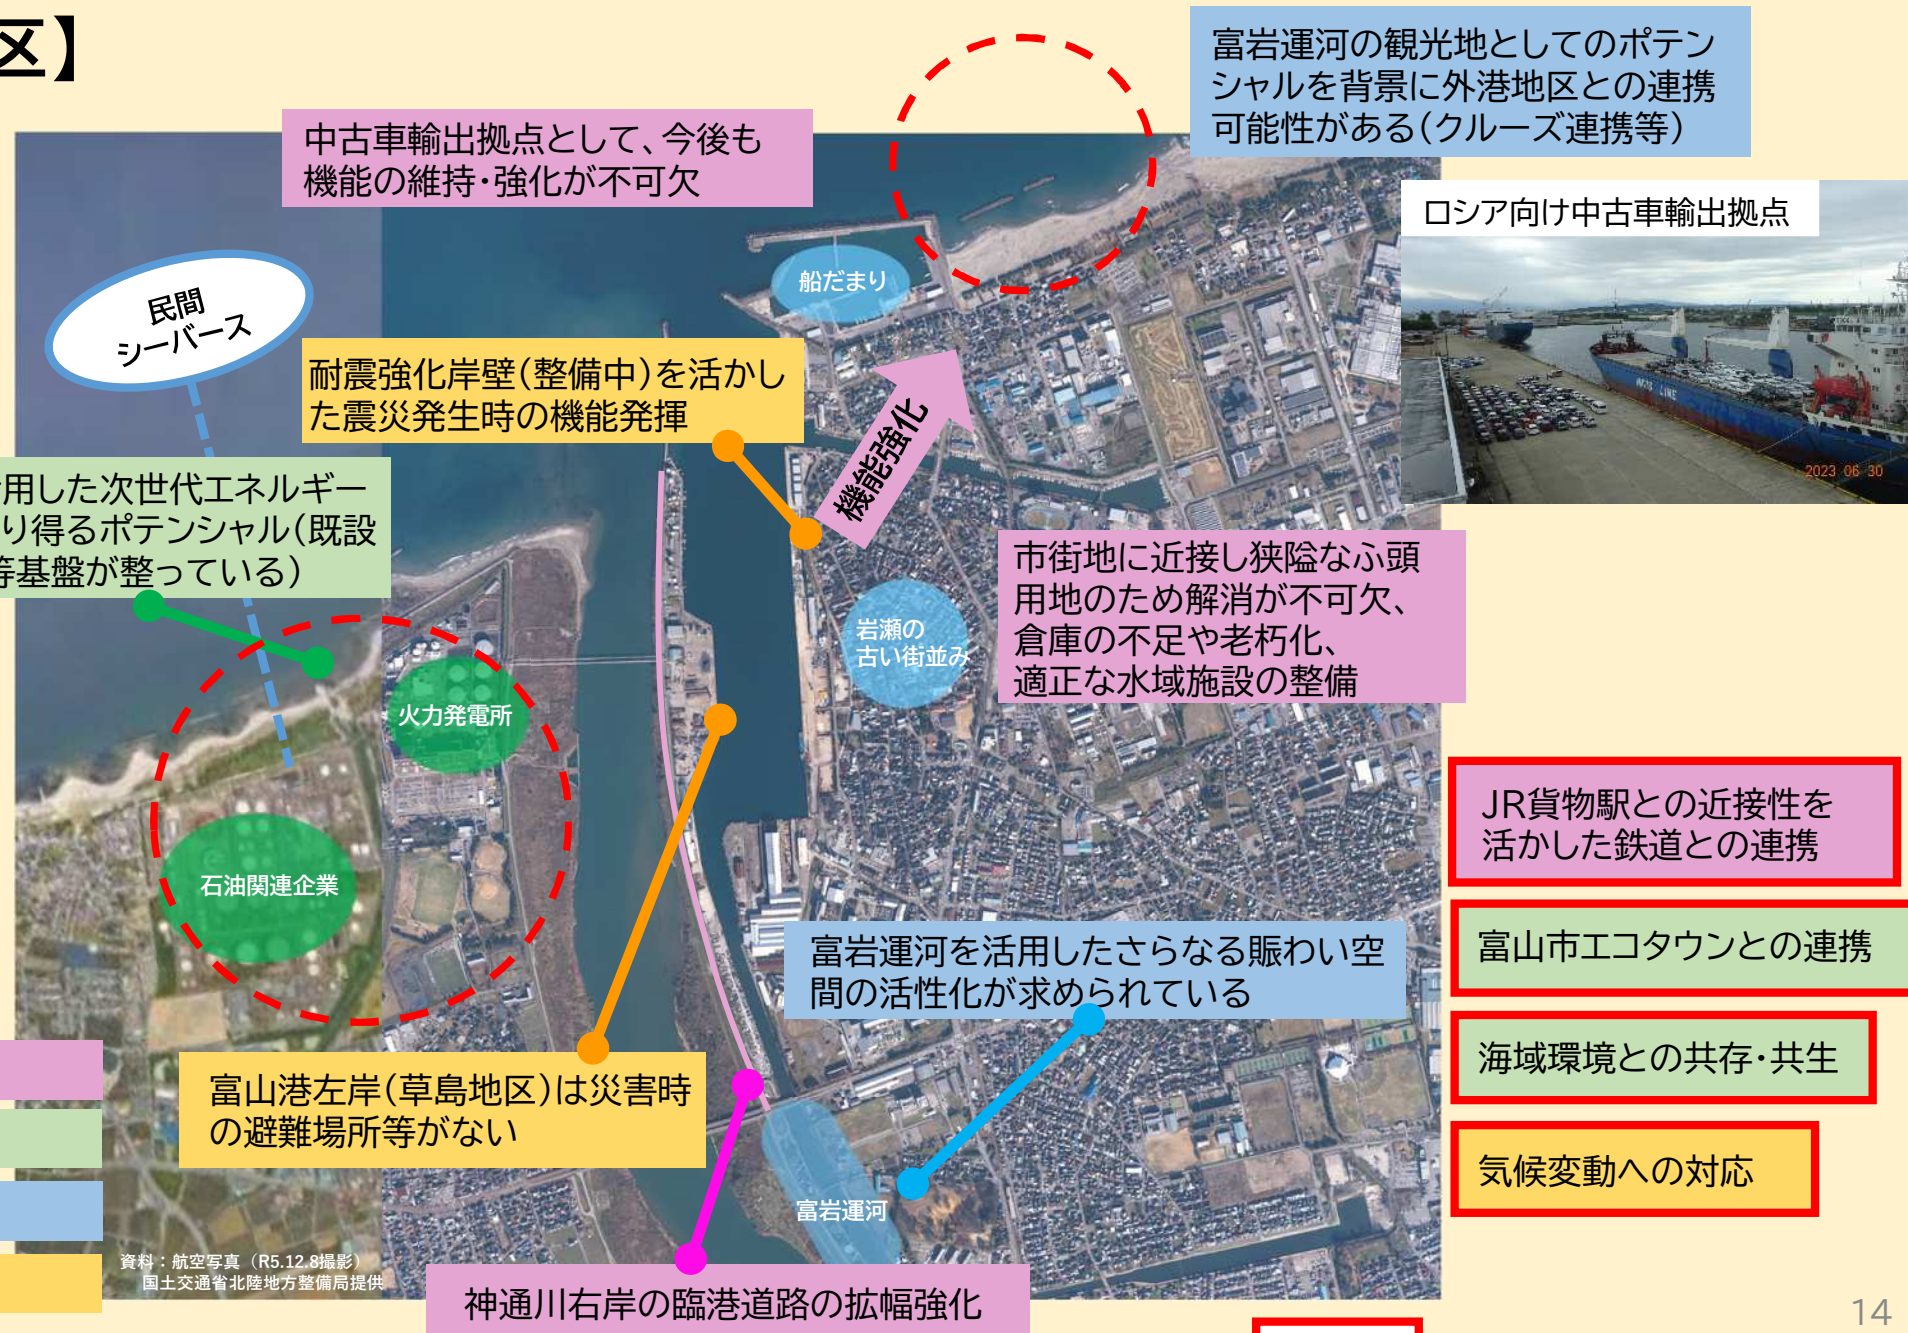 区】
富岩運河の観光地としてのポテン
シャルを背景に外港地区との連携
可能性がある(クルーズ連携等)
中古車輸出拠点として、今後も
機能の維持・強化が不可欠
ロシア向け中古車輸出拠点
2023 06 30
船だまり
民間
シーバース
耐震強化岸壁(整備中)を活かし
た震災発生時の機能発揮
機能強化
用した次世代エネルギー
り得るポテンシャル(既設
等基盤が整っている)
市街地に近接し狭隘なふ頭
用地のため解消が不可欠、
倉庫の不足や老朽化、
適正な水域施設の整備
岩瀬の
古い街並み
火力発電所
石油関連企業
JR貨物駅との近接性を
活かした鉄道との連携
富山市エコタウンとの連携
海域環境との共存・共生
気候変動への対応
富岩運河を活用したさらなる賑わい空
間の活性化が求められている
富山港左岸(草島地区)は災害時
の避難場所等がない
富岩運河
資料:航空写真(R5.12.8撮影)
国土交通省北陸地方整備局提供
神通川右岸の臨港道路の拡幅強化
14